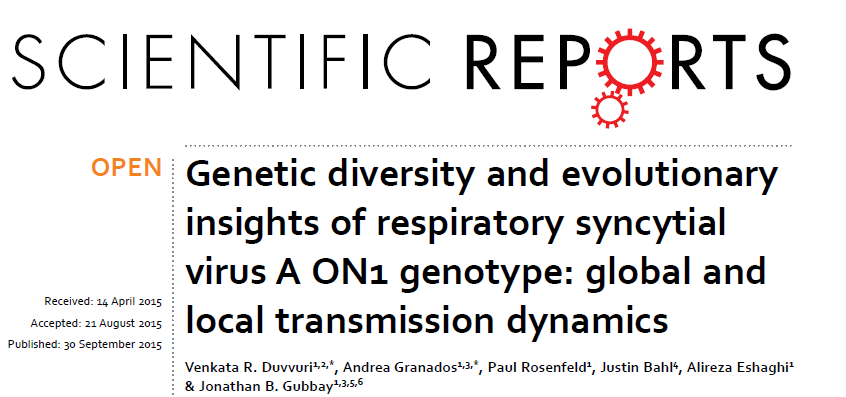 SCIENTIFIC REPORTS
OPEN
Genetic diversity and evolutionary
insights of respiratory syncytial
virus A ON1 genotype: global and
local transmission dynamics
Received: 14 April 2015
Accepted: 21 August 2015
Published: 30 September 2015
Venkata R. Duvvuri1,2,*, Andrea Granados1,3,*, Paul Rosenfeld1, Justin Bahl4, Alireza Eshaghi1
& Jonathan B. Gubbay1,3,5,6